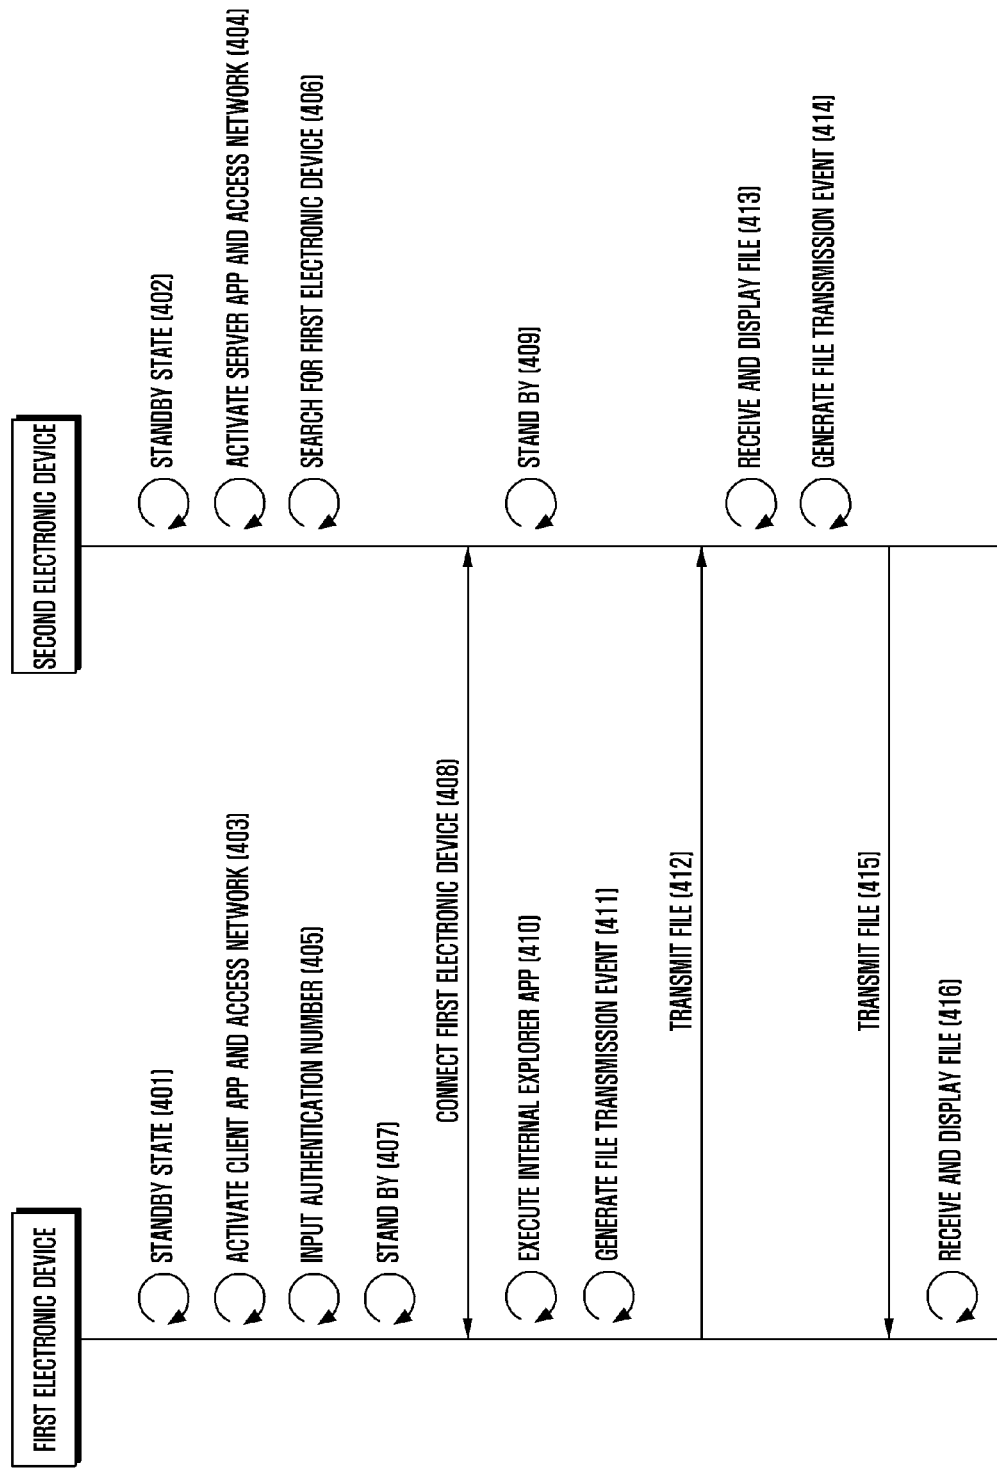 FIRST ELECTRONIC DEVICE
SECOND ELECTRONIC DEVICE
STANDBY STATE (401)
STANDBY STATE (402)
ACTIVATE CLIENT APP AND ACCESS NETWORK (403)
ACTIVATE SERVER APP AND ACCESS NETWORK (404)
INPUT AUTHENTICATION NUMBER (405)
SEARCH FOR FIRST ELECTRONIC DEVICE (406)
STAND BY (407)
CONNECT FIRST ELECTRONIC DEVICE (408)
STAND BY (409)
EXECUTE INTERNAL EXPLORER APP (410)
GENERATE FILE TRANSMISSION EVENT (411)
TRANSMIT FILE (412)
RECEIVE AND DISPLAY FILE (413)
GENERATE FILE TRANSMISSION EVENT (414)
TRANSMIT FILE (415)
RECEIVE AND DISPLAY FILE (416)